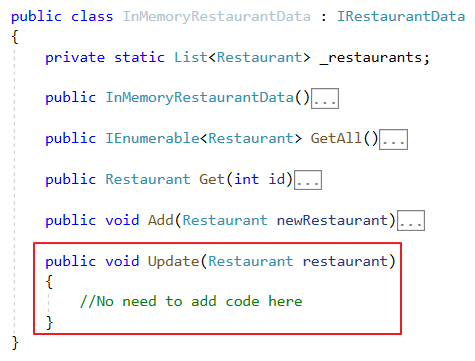 public class InMemoryRestaurantData : IRestaurantData
{
private static List<Restaurant> _restaurants;
public InMemoryRestaurantData()...
public IEnumerable<Restaurant> GetAll()...
public Restaurant Get(int id)...
public void Add(Restaurant newRestaurant)...
public void Update(Restaurant restaurant)
{
//No need to add code here
}
}